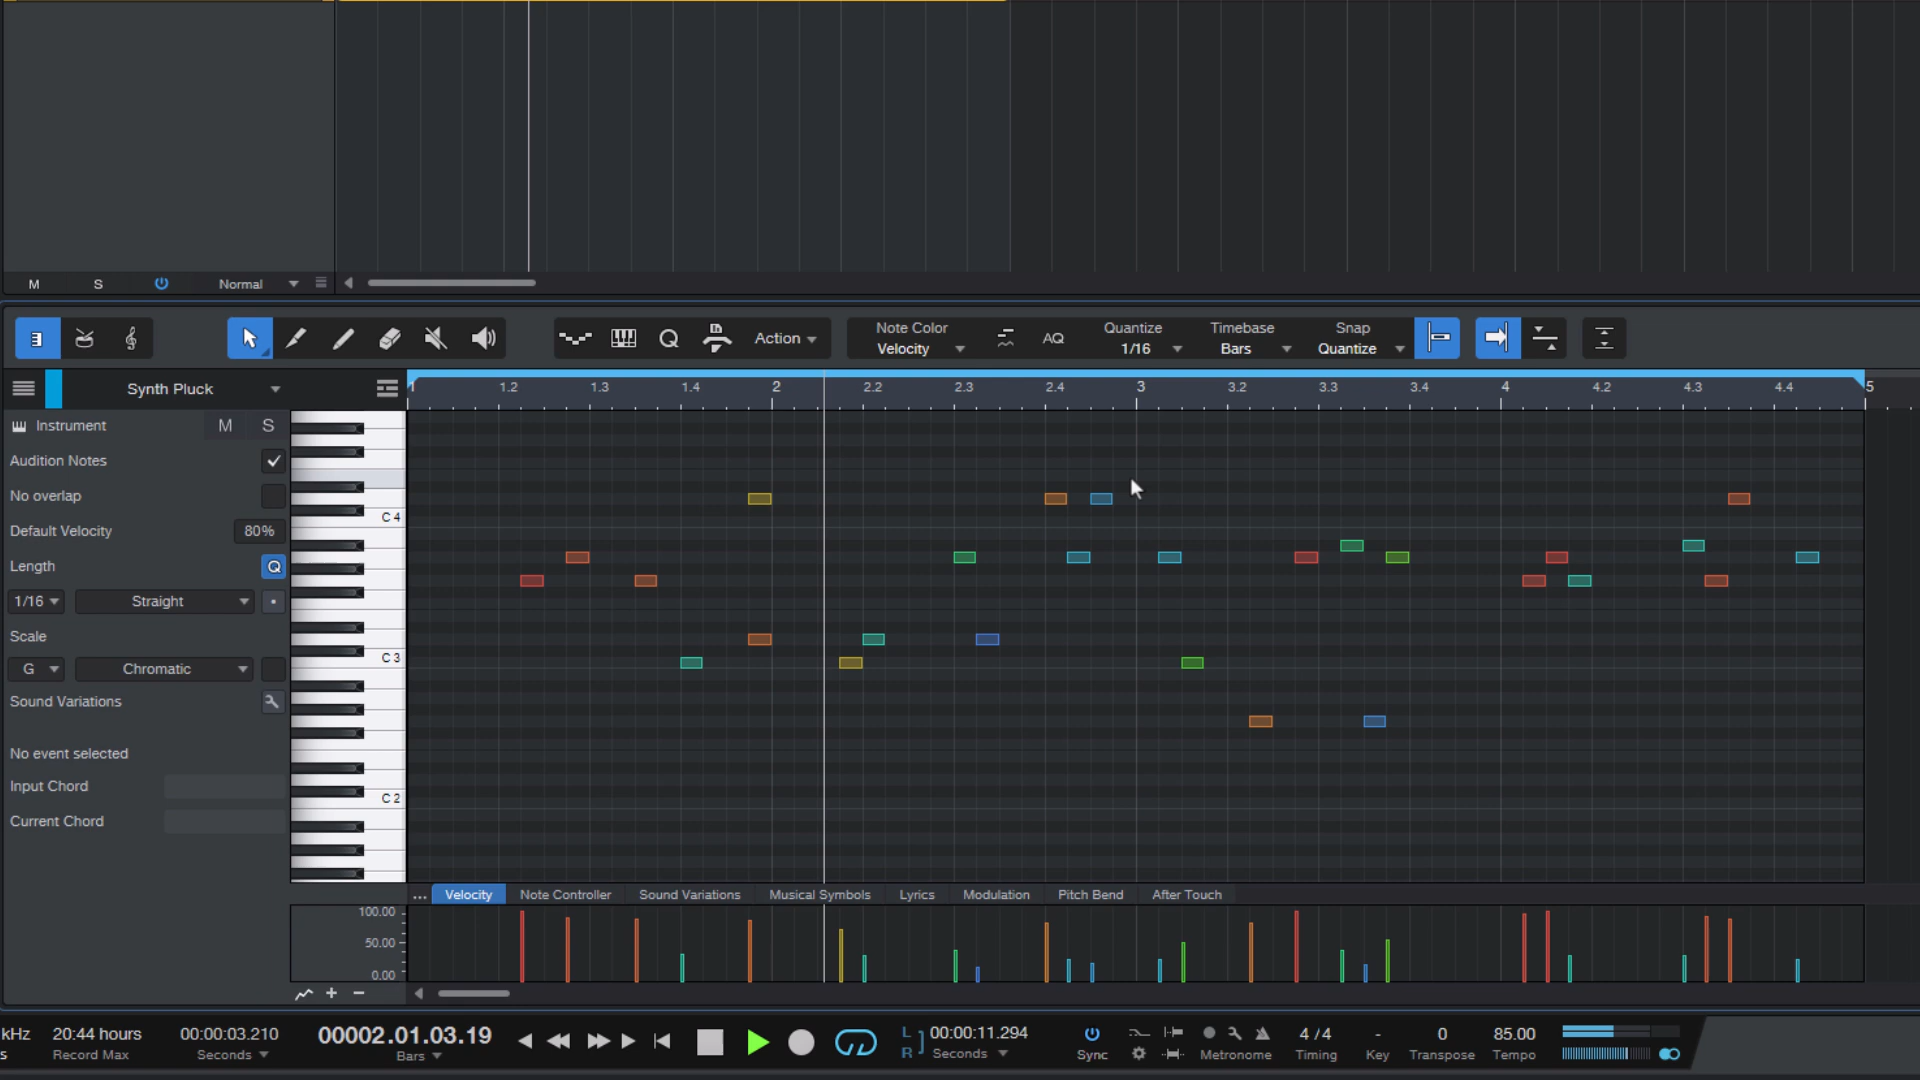 M S Normal
Action
Note Color
Velocity
AQ
Quantize
1/16
Timebase
Bars
Snap
Quantize
Synth Pluck
1 1.2 1.3 1.4 2 2.2 2.3 2.4 3 3.2 3.3 3.4 4 4.2 4.3 4.4 5
Instrument M S
Audition Notes
No overlap
Default Velocity 80%
Length Q
1/16 Straight
Scale
G Chromatic
Sound Variations
No event selected
Input Chord
Current Chord
C 4
C 3
C 2
... Velocity Note Controller Sound Variations Musical Symbols Lyrics Modulation Pitch Bend After Touch
100.00
50.00
0.00
kHz 20:44 hours 00:00:03.210 00002.01.03.19 L 00:00:11.294 4 / 4 - 0 85.00
s Record Max Seconds Bars R Seconds Sync Metronome Timing Key Transpose Tempo